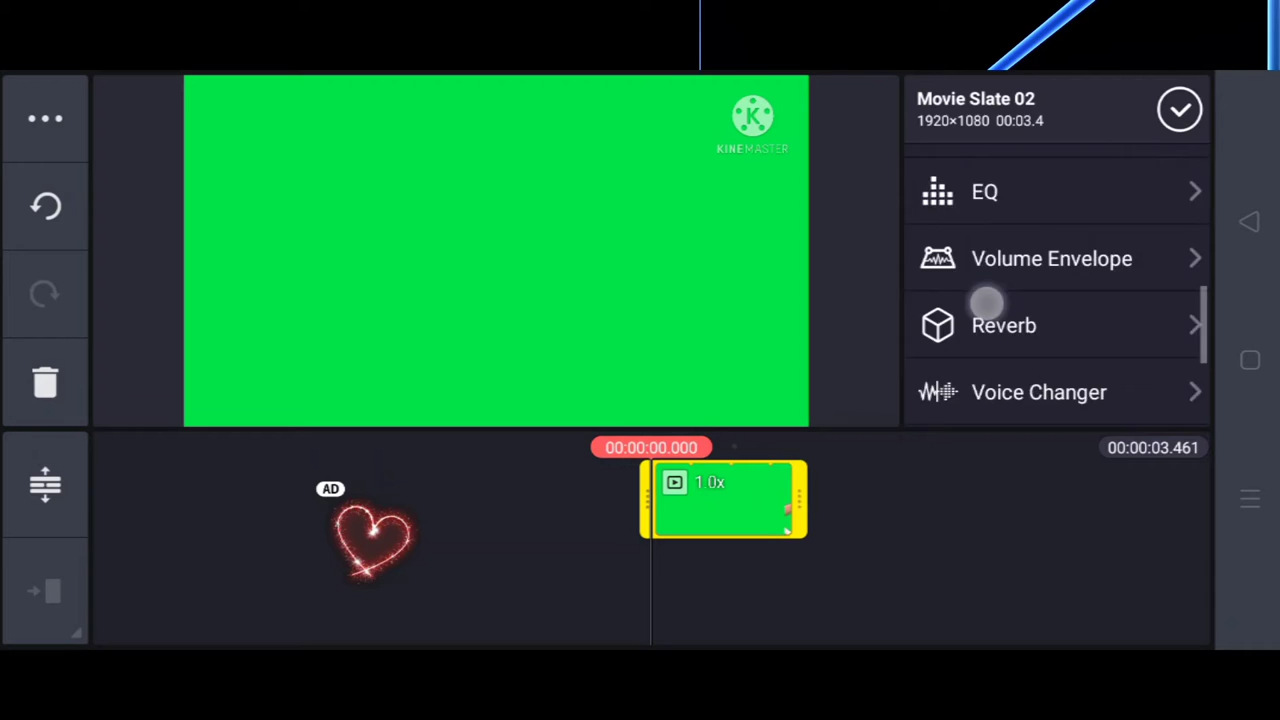 KINEMASTER
Movie Slate 02
1920×1080 00:03.4
EQ
Volume Envelope
Reverb
Voice Changer
00:00:00.000
00:00:03.461
AD
1.0x